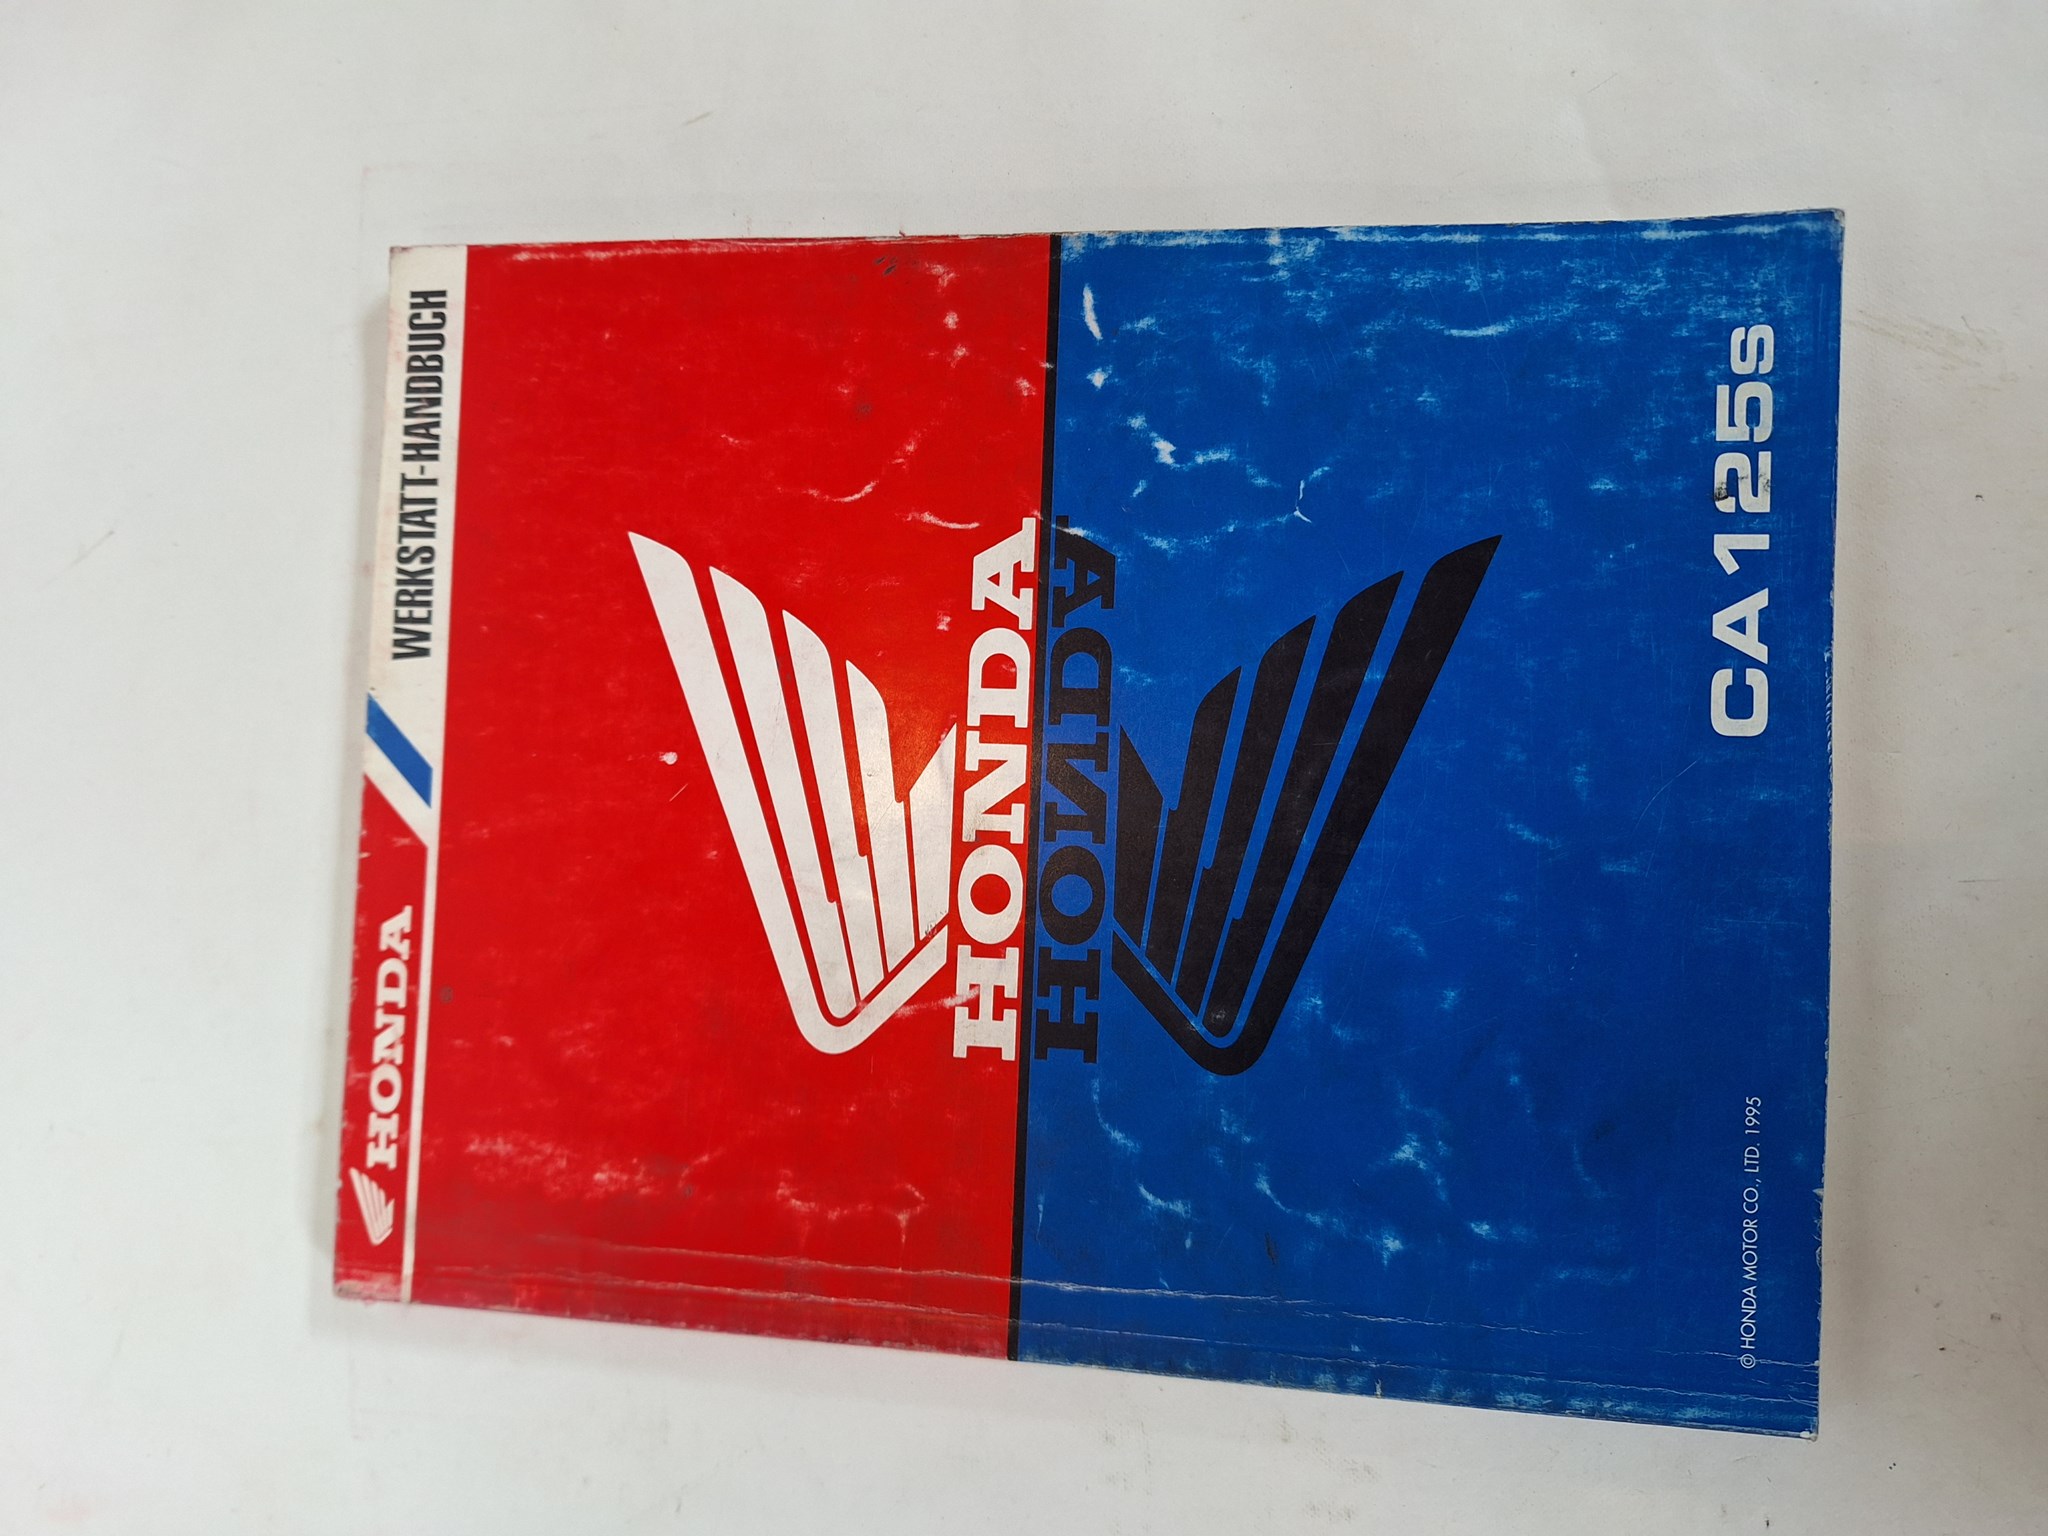 HONDA WERKSTATT-HANDBUCH
HONDA
HONDA
CA125s
© HONDA MOTOR CO., LTD. 1995